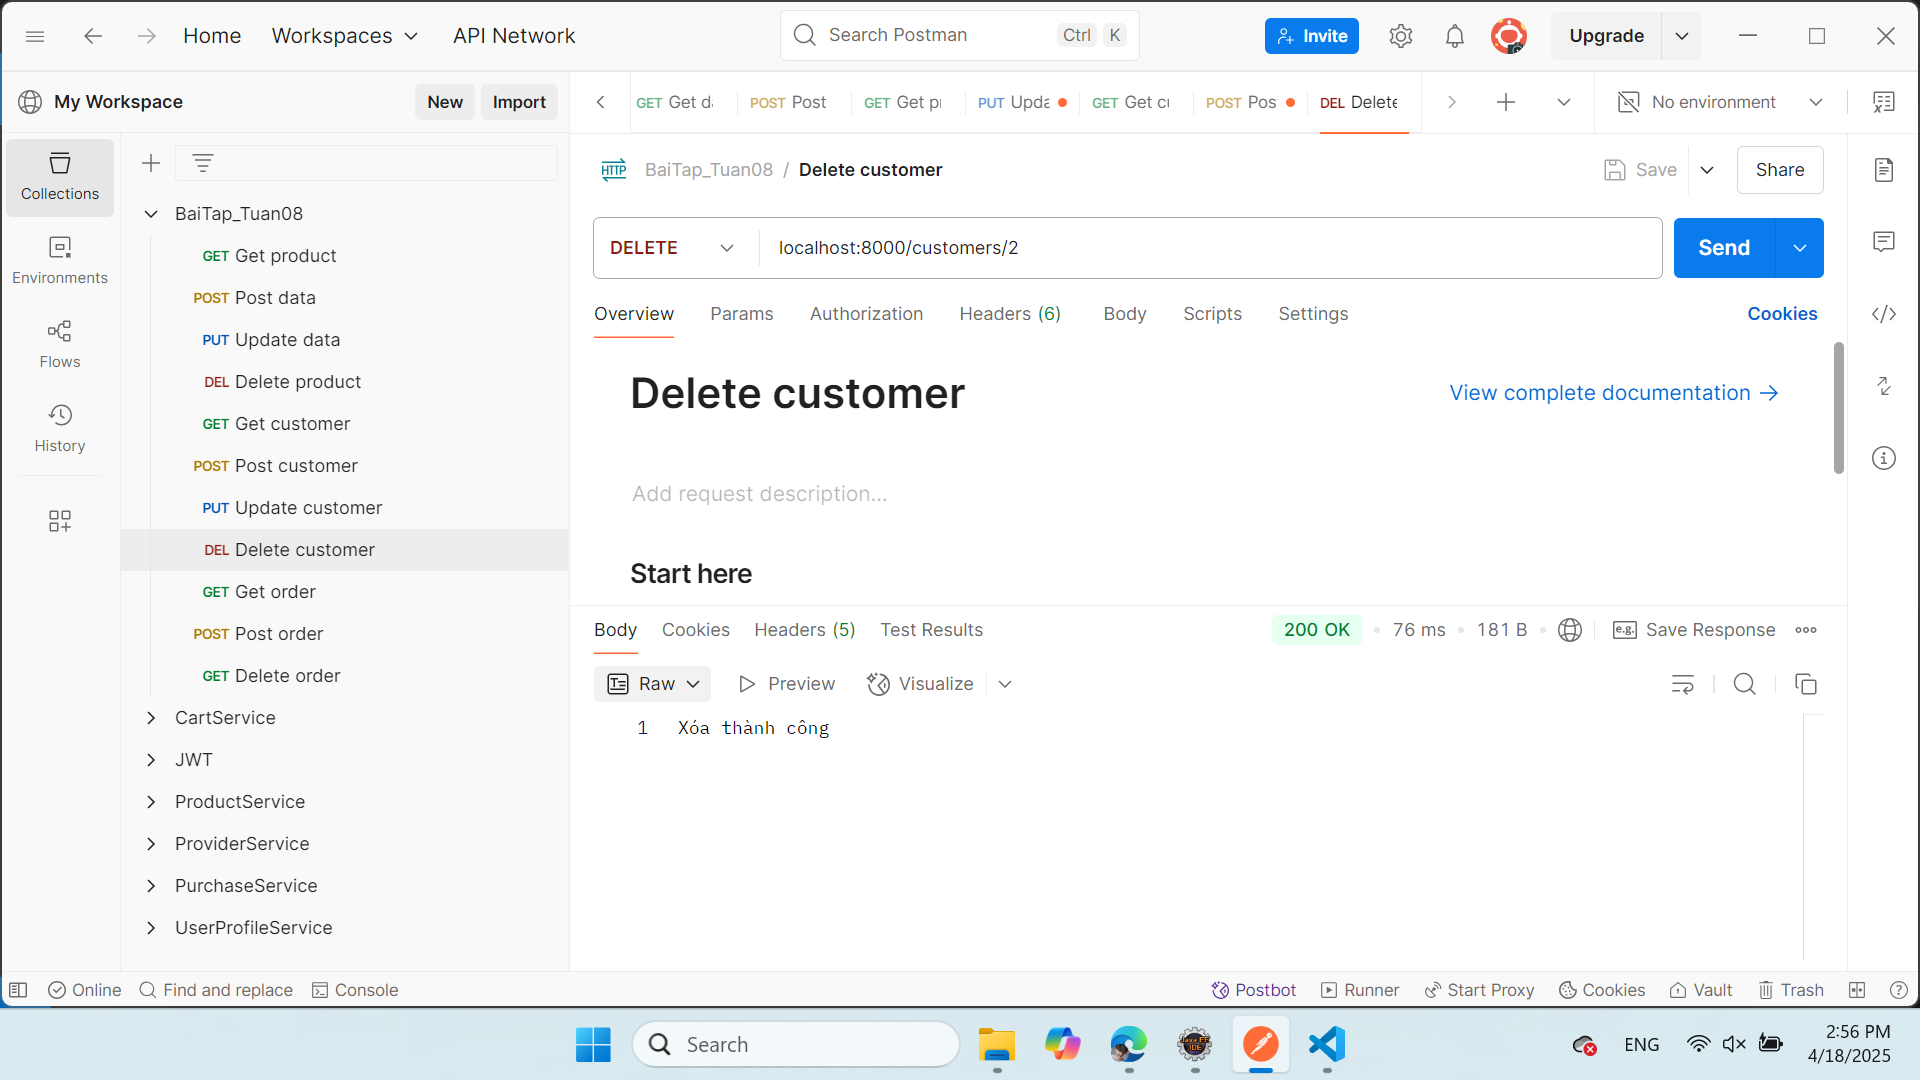 Home Workspaces API Network Search Postman Ctrl K Invite Upgrade
My Workspace New Import GET Get d POST Post GET Get p PUT Upda GET Get c POST Pos DEL Delete No environment
Collections
Environments
Flows
History
BaiTap_Tuan08
GET Get product
POST Post data
PUT Update data
DEL Delete product
GET Get customer
POST Post customer
PUT Update customer
DEL Delete customer
GET Get order
POST Post order
GET Delete order
CartService
JWT
ProductService
ProviderService
PurchaseService
UserProfileService
HTTP BaiTap_Tuan08 / Delete customer Save Share
DELETE localhost:8000/customers/2 Send
Overview Params Authorization Headers (6) Body Scripts Settings Cookies
Delete customer View complete documentation →
Add request description...
Start here
Body Cookies Headers (5) Test Results 200 OK • 76 ms • 181 B • e.g. Save Response
Raw Preview Visualize
1 Xóa thành công
Online Find and replace Console Postbot Runner Start Proxy Cookies Vault Trash
Search ENG 2:56 PM
4/18/2025